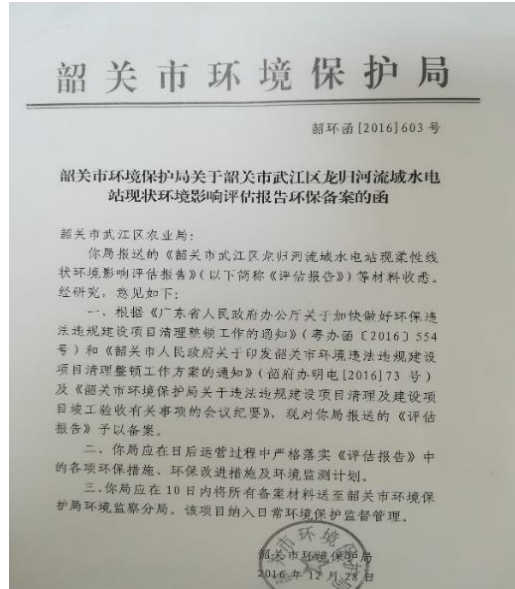 韶关市环境保护局
韶环函[2016]603 号
韶关市环境保护局关于韶关市武江区龙归河流域水电
站现状环境影响评估报告环保备案的函
韶关市武江区农业局:
你局报送的《韶关市武江区龙归河流域水电站现柔性线
状环境影响评估报告》(以下简称《评估报告》)等材料收悉。
经研究，意见如下:
一、根据《广东省人民政府办公厅关于加快做好环保违
法违规建设项目清理整顿工作的通知》(粤办函〔2016〕554
号)和《韶关市人民政府关于印发韶关市环境违法违规建设
项目清理整顿工作方案的通知》(韶府办明电[2016]73 号)
及《韶关市环境保护局关于违法违规建设项目清理及建设项
目竣工验收有关事项的会议纪要》，现对你局报送的《评估
报告》予以备案。
二、你局应在日后运营过程中严格落实《评估报告》中
的各项环保措施、环保改进措施及环境监测计划。
三、你局应在 10 日内将所有备案材料送至韶关市环境保
护局环境监察分局。该项目纳入日常环境保护监督管理。
韶关市环境保护局
2016 年 12 月 28 日